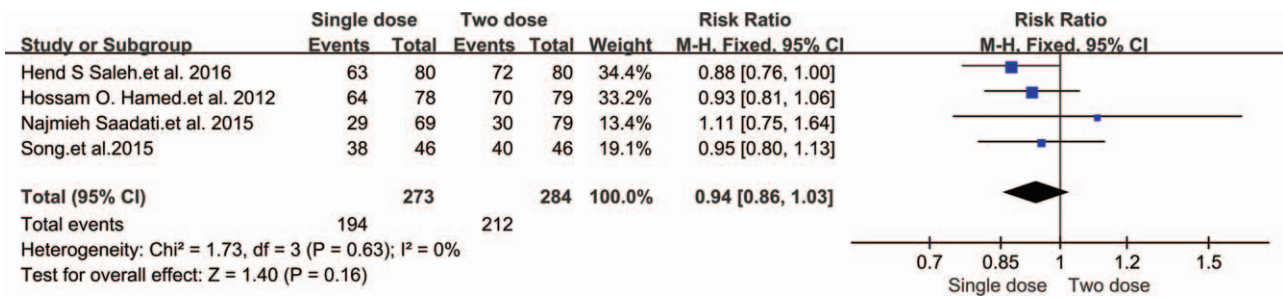 Single dose Two dose Risk Ratio Risk Ratio
Study or Subgroup Events Total Events Total Weight M-H, Fixed, 95% CI M-H, Fixed, 95% CI
Hend S Saleh.et al. 2016 63 80 72 80 34.4% 0.88 [0.76, 1.00]
Hossam O. Hamed.et al. 2012 64 78 70 79 33.2% 0.93 [0.81, 1.06]
Najmieh Saadati.et al. 2015 29 69 30 79 13.4% 1.11 [0.75, 1.64]
Song.et al.2015 38 46 40 46 19.1% 0.95 [0.80, 1.13]
Total (95% CI) 273 284 100.0% 0.94 [0.86, 1.03]
Total events 194 212
Heterogeneity: Chi² = 1.73, df = 3 (P = 0.63); I² = 0%
Test for overall effect: Z = 1.40 (P = 0.16)
0.7 0.85 1 1.2 1.5
Single dose Two dose